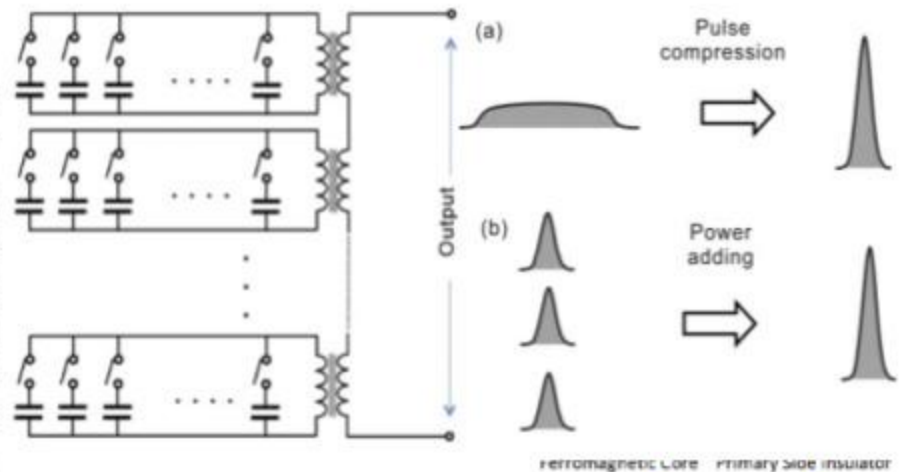 (a)
Pulse
compression
Output
(b)
Power
adding
Ferromagnetic Core Primary Side Insulator